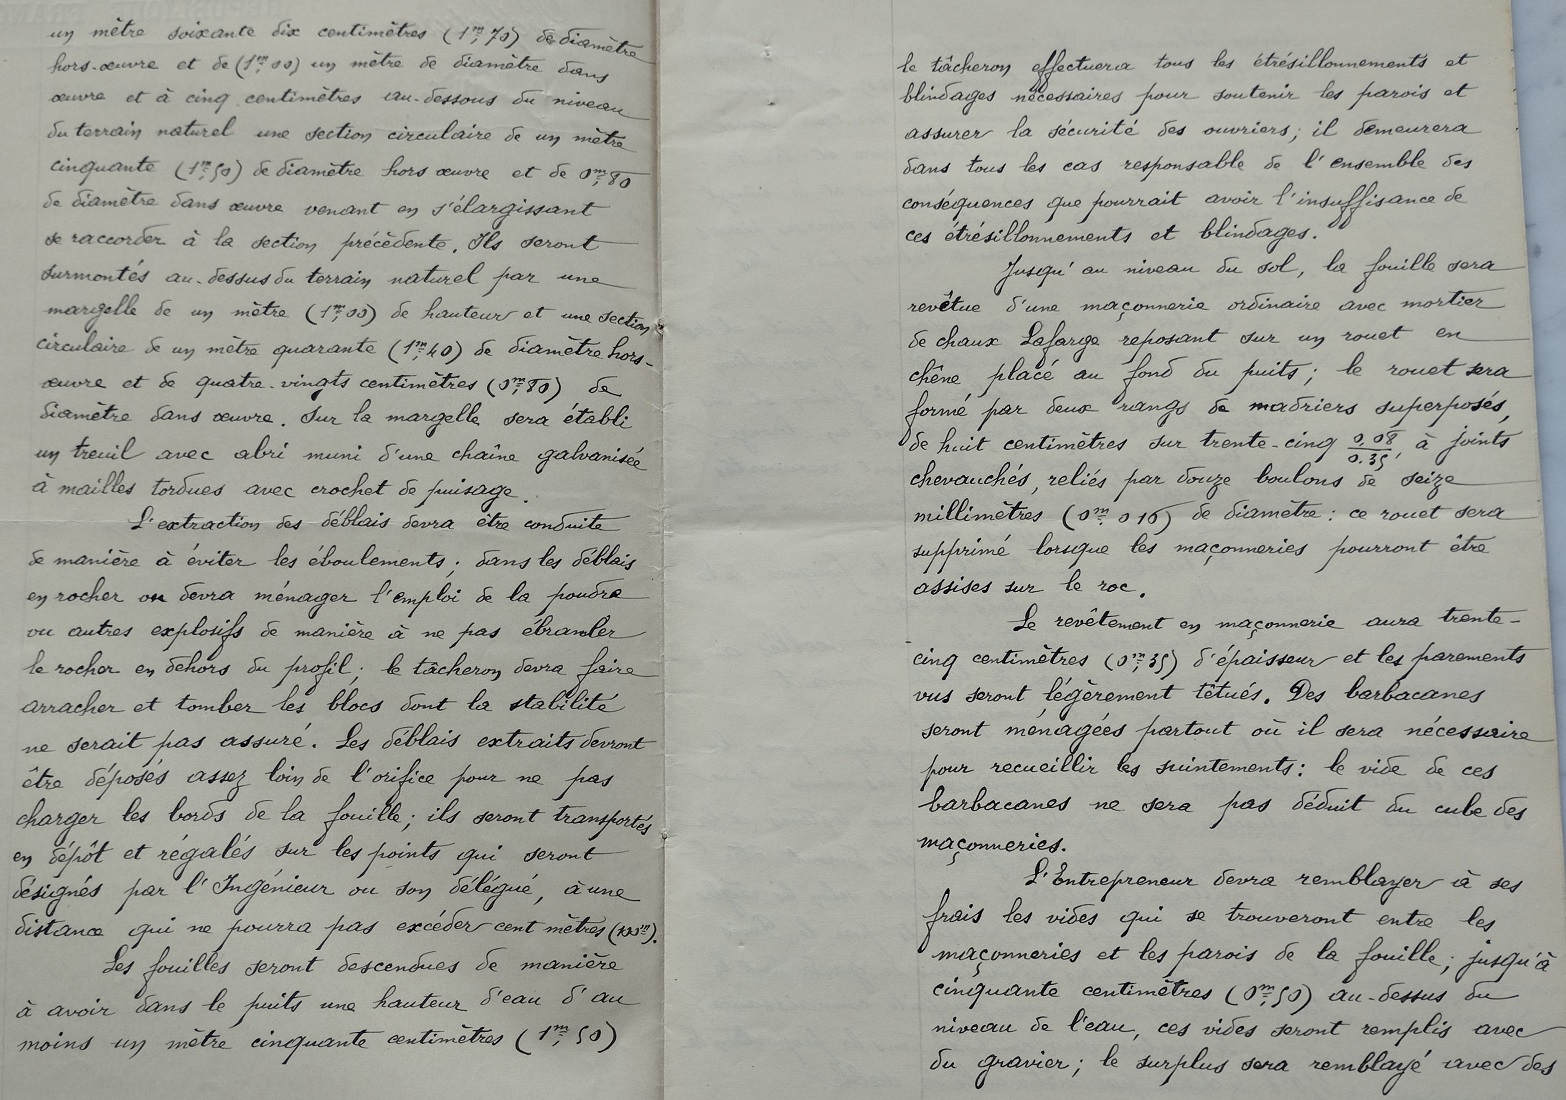 un mètre soixante dix centimètres (1ᵐ,70) de diamètre
hors-œuvre et de (1ᵐ,00) un mètre de diamètre dans
œuvre et à cinq centimètres au-dessous du niveau
du terrain naturel une section circulaire de un mètre
cinquante (1ᵐ,50) de diamètre hors œuvre et de 0ᵐ,80
de diamètre dans œuvre venant en s'élargissant
se raccorder à la section précèdente. Ils seront
surmontés au-dessus du terrain naturel par une
margelle de un mètre (1ᵐ,00) de hauteur et une section
circulaire de un mètre quarante (1ᵐ,40) de diamètre hors-
œuvre et de quatre-vingts centimètres (0ᵐ,80) de
diamètre dans œuvre. Sur la margelle sera établi
un treuil avec abri muni d'une chaîne galvanisée
à mailles tordues avec crochet de puisage.
L'extraction des déblais devra être conduite
de manière à éviter les éboulements; dans les déblais
en rocher on devra ménager l'emploi de la poudre
ou autres explosifs de manière à ne pas ébranler
le rocher en dehors du profil; le tâcheron devra faire
arracher et tomber les blocs dont la stabilité
ne serait pas assuré. Les déblais extraits devront
être déposés assez loin de l'orifice pour ne pas
charger les bords de la fouille; ils seront transportés
en dépôt et régalés sur les points qui seront
désignés par l'Ingénieur ou son délégué, à une
distance qui ne pourra pas excéder cent mètres (100ᵐ).
Les fouilles seront descendues de manière
à avoir dans le puits une hauteur d'eau d'au
moins un mètre cinquante centimètres (1ᵐ,50)
le tâcheron effectuera tous les étrésillonnements et
blindages nécessaires pour soutenir les parois et
assurer la sécurité des ouvriers; il demeurera
dans tous les cas responsable de l'ensemble des
conséquences que pourrait avoir l'insuffisance de
ces étrésillonnements et blindages.
Jusqu'au niveau du sol, la fouille sera
revêtue d'une maçonnerie ordinaire avec mortier
de chaux Lafarge reposant sur un rouet en
chêne placé au fond du puits; le rouet sera
formé par deux rangs de madriers superposés,
de huit centimètres sur trente-cinq 0,08/0.35, à joints
chevauchés, reliés par douze boulons de seize
millimètres (0ᵐ.016) de diamètre: ce rouet sera
supprimé lorsque les maçonneries pourront être
assises sur le roc.
Le revêtement en maçonnerie aura trente-
cinq centimètres (0ᵐ,35) d'épaisseur et les parements
vus seront légèrement têtués. Des barbacanes
seront ménagées partout où il sera nécessaire
pour recueillir les suintements: le vide de ces
barbacanes ne sera pas déduit du cube des
maçonneries.
L'Entrepreneur devra remblayer à ses
frais les vides qui se trouveront entre les
maçonneries et les parois de la fouille; jusqu'à
cinquante centimètres (0ᵐ,50) au-dessus du
niveau de l'eau, ces vides seront remplis avec
du gravier; le surplus sera remblayé avec des